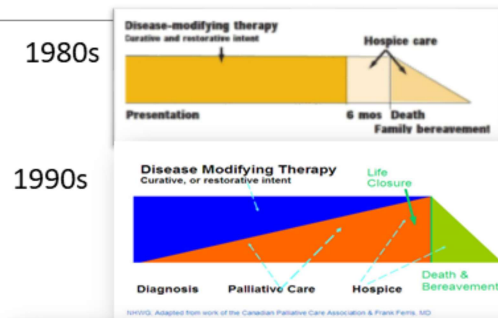 1980s
Disease-modifying therapy
Curative and restorative intent
Hospice care
Presentation
6 mos Death
Family bereavement
1990s
Disease Modifying Therapy
Curative, or restorative intent
Life
Closure
Diagnosis
Palliative Care
Hospice
Death &
Bereavement
NHWG; Adapted from work of the Canadian Palliative Care Association & Frank Ferris, MD